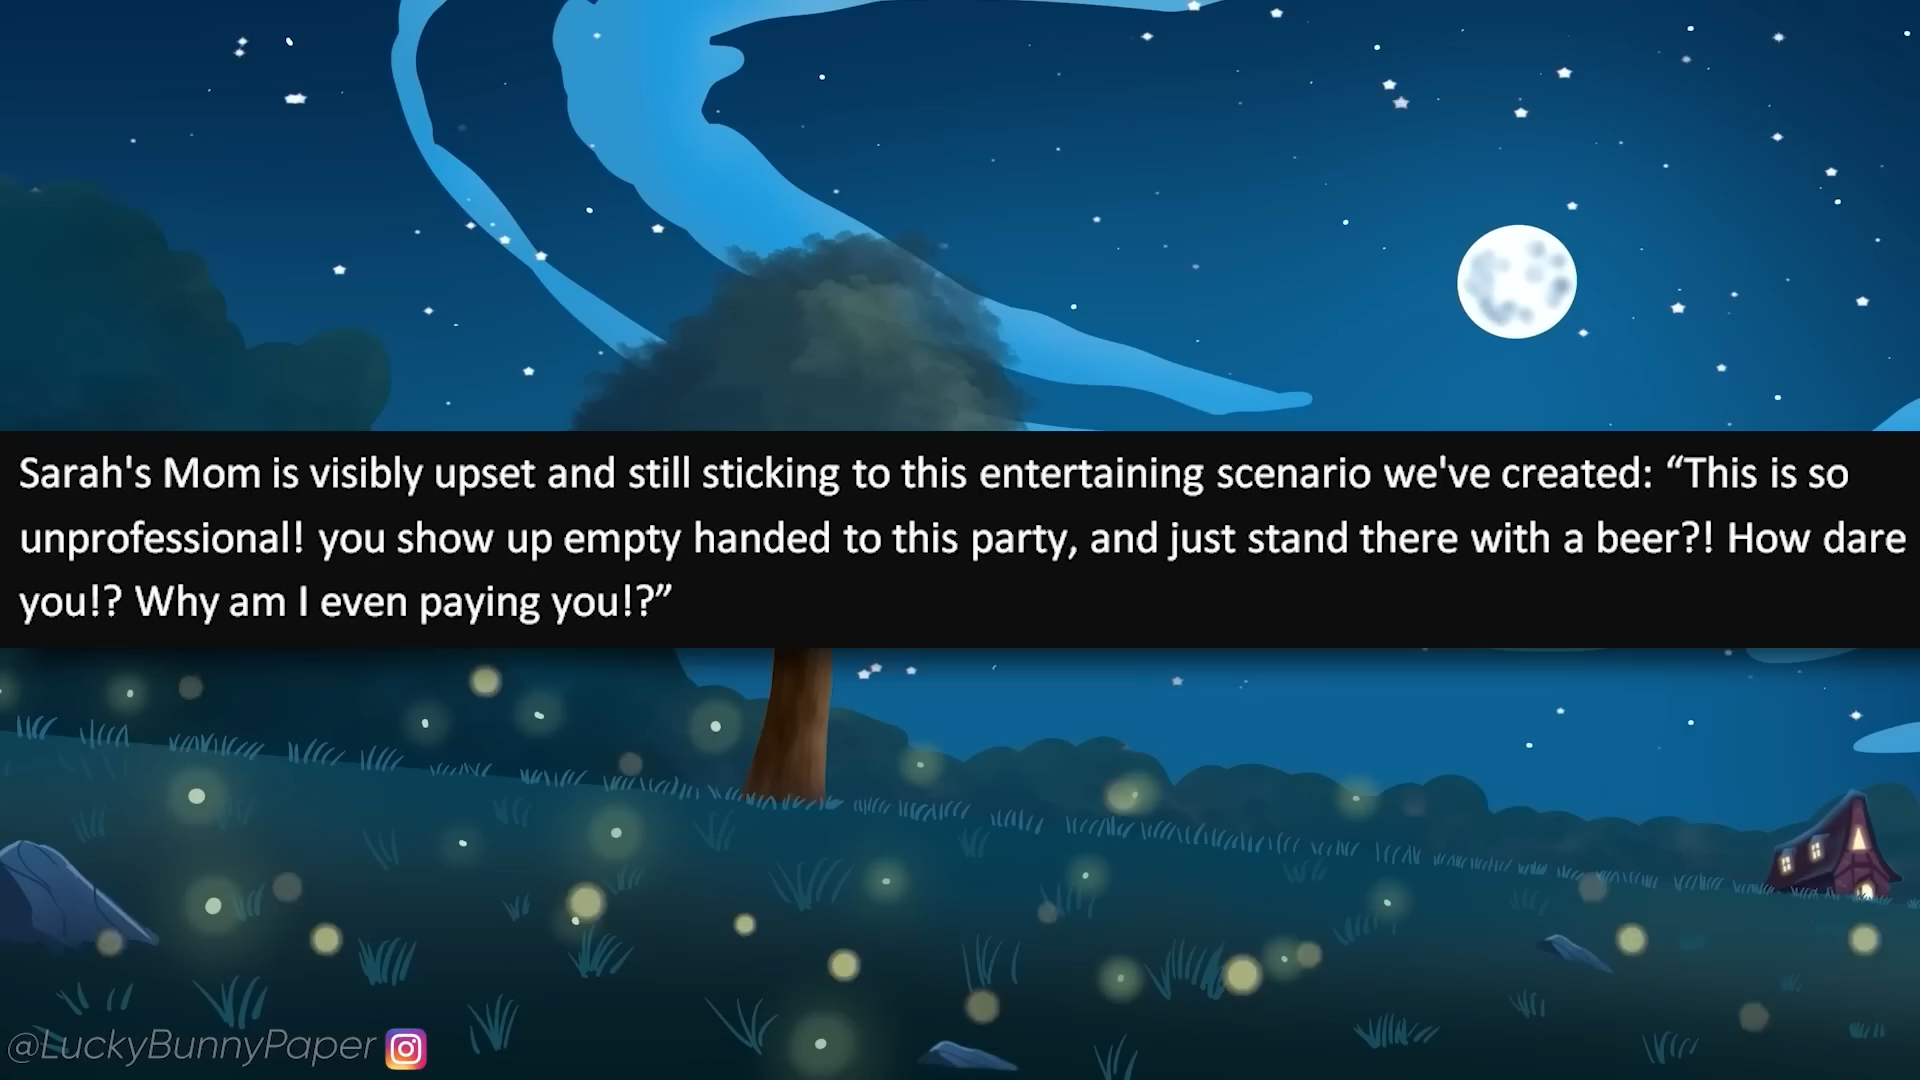 Sarah's Mom is visibly upset and still sticking to this entertaining scenario we've created: “This is so
unprofessional! you show up empty handed to this party, and just stand there with a beer?! How dare
you!? Why am I even paying you!?”
@LuckyBunnyPaper